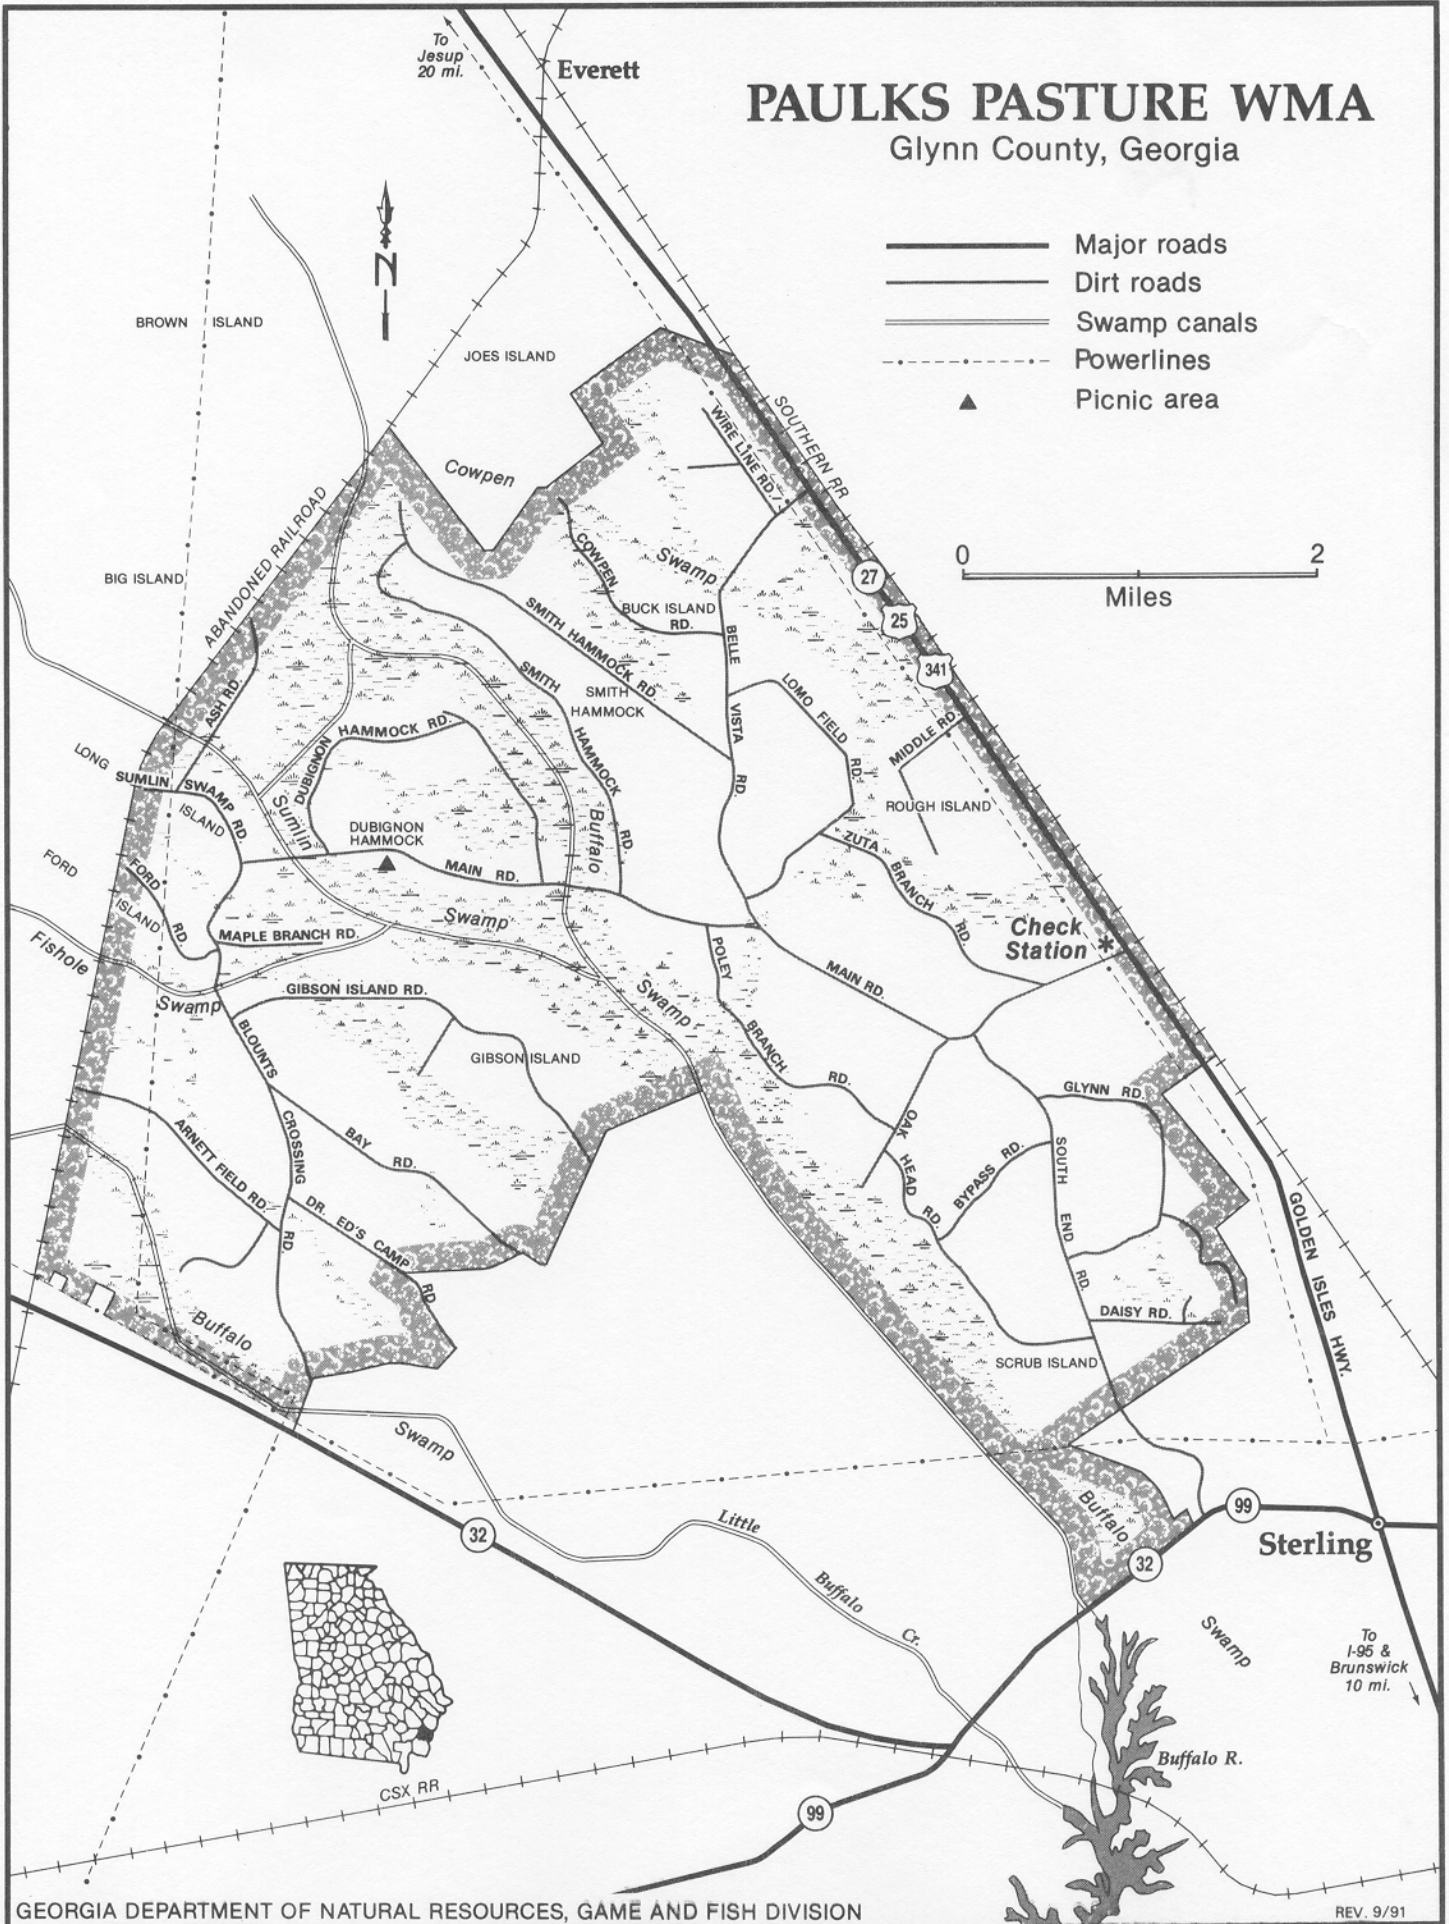 To
Jesup
20 mi.
Everett
PAULKS PASTURE WMA
Glynn County, Georgia
N
Major roads
Dirt roads
Swamp canals
Powerlines
Picnic area
BROWN ISLAND
JOES ISLAND
SOUTHERN RR
WIRE LINE RD.
Cowpen
ABANDONED RAILROAD
COWPEN
Swamp
0
2
Miles
27
25
341
BIG ISLAND
BUCK ISLAND
RD.
SMITH HAMMOCK RD.
BELLE
VISTA
RD.
ASH RD.
SMITH
HAMMOCK
RD.
SMITH
HAMMOCK
LOMO FIELD
RD.
MIDDLE RD.
DUBIGNON
HAMMOCK RD.
LONG
ISLAND
SUMLIN SWAMP RD.
Sumlin
Buffalo
ROUGH ISLAND
DUBIGNON
HAMMOCK
ZUTA
BRANCH
RD.
FORD
ISLAND
FORD
RD.
MAIN RD.
Swamp
Check
Station
Fishole
Swamp
MAPLE BRANCH RD.
POLEY
BRANCH
RD.
MAIN RD.
Swamp
GIBSON ISLAND RD.
GIBSON ISLAND
BLOUNTS
CROSSING
RD.
GLYNN RD.
ARNETT FIELD RD.
BAY
RD.
OAK
HEAD
RD.
BYPASS RD.
SOUTH
END
RD.
DR. ED'S CAMP
RD
GOLDEN ISLES HWY.
DAISY RD.
Buffalo
SCRUB ISLAND
Swamp
Buffalo
99
32
Sterling
32
Little
Buffalo
Cr.
Swamp
To
I-95 &
Brunswick
10 mi.
Buffalo R.
CSX RR
99
GEORGIA DEPARTMENT OF NATURAL RESOURCES, GAME AND FISH DIVISION
REV. 9/91